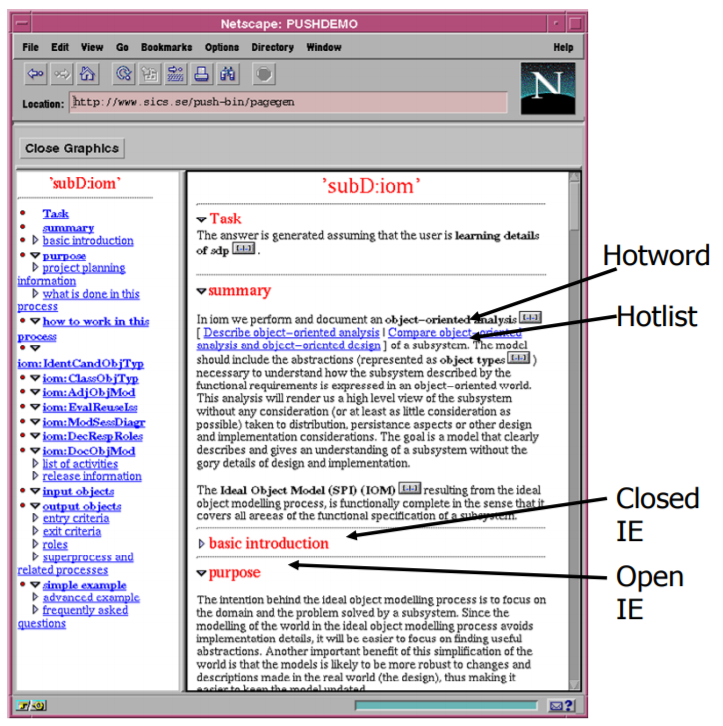 Netscape: PUSHDEMO
File Edit View Go Bookmarks Options Directory Window Help
N
Location: http://www.sics.se/push-bin/pagegen
Close Graphics
'subD:iom'
Task
summary
basic introduction
purpose
project planning
information
what is done in this
process
how to work in this
process
iom:IdentCandObjTyp
iom:ClassObjTyp
iom:AdjObjMod
iom:EvalReuseIss
iom:ModSessDiagr
iom:DecRespRoles
iom:DocObjMod
list of activities
release information
input objects
output objects
entry criteria
exit criteria
roles
superprocess and
related processes
simple example
advanced example
frequently asked
questions
'subD:iom'
Task
The answer is generated assuming that the user is learning details
of sdp [...] .
summary
In iom we perform and document an object-oriented analysis [...]
[ Describe object-oriented analysis | Compare object-oriented
analysis and object-oriented design ] of a subsystem. The model
should include the abstractions (represented as object types [...] )
necessary to understand how the subsystem described by the
functional requirements is expressed in an object-oriented world.
This analysis will render us a high level view of the subsystem
without any consideration (or at least as little consideration as
possible) taken to distribution, persistance aspects or other design
and implementation considerations. The goal is a model that clearly
describes and gives an understanding of a subsystem without the
gory details of design and implementation.
The Ideal Object Model (SPI) (IOM) [...] resulting from the ideal
object modelling process, is functionally complete in the sense that it
covers all areeas of the functional specification of a subsystem.
basic introduction
purpose
The intention behind the ideal object modelling process is to focus on
the domain and the problem solved by a subsystem. Since the
modelling of the world in the ideal object modelling process avoids
implementation details, it will be easier to focus on finding useful
abstractions. Another important benefit of this simplification of the
world is that the models is likely to be more robust to changes and
descriptions made in the real world (the design), thus making it
easier to keep the model updated.
Hotword
Hotlist
Closed
IE
Open
IE
?